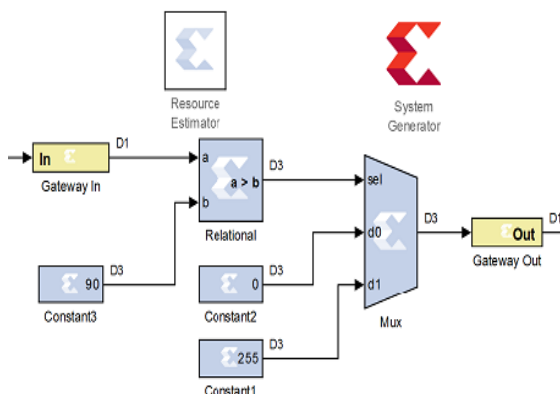 Resource
Estimator
System
Generator
In
D1
Gateway In
a
b
a > b
D3
Relational
90
D3
Constant3
0
D3
Constant2
255
D3
Constant1
sel
d0
d1
D3
Mux
Out
D1
Gateway Out